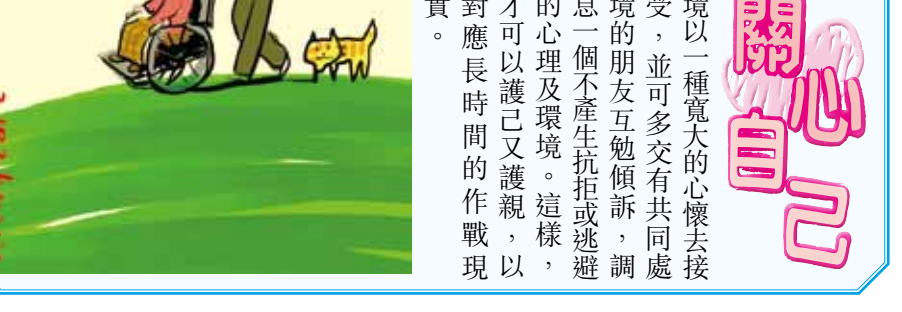 關心
自己
境以一種寬大的心懷去接
受，並可多交有共同處
境的朋友互勉傾訴，調
息一個不產生抗拒或逃避
的心理及環境。這樣，
才可以護己又護親，以
對應長時間的作戰現
實。